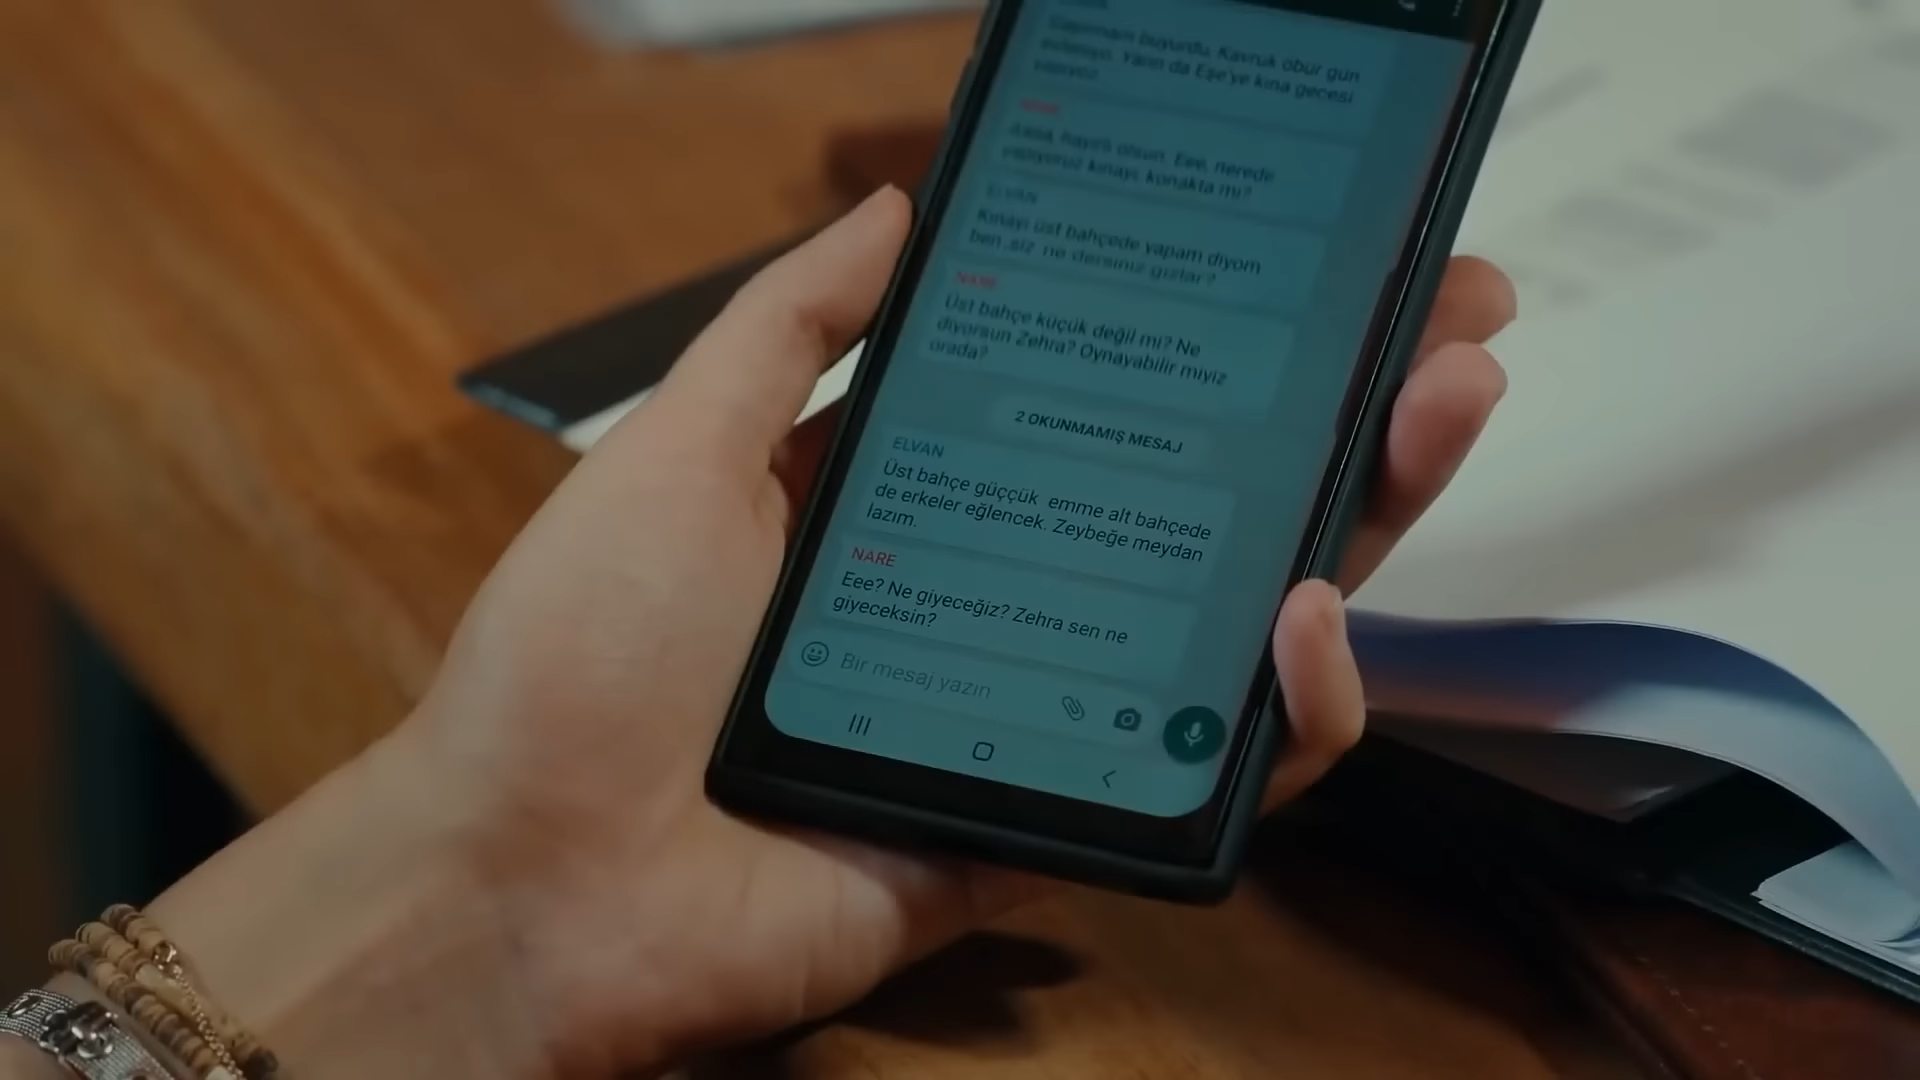 buyurdu. Kavruk öbür gün
evleniyo. Yarın da Eşe'ye kına gecesi
hayırlı olsun. Eee, nerede
yapıyoruz kınayı, konakta mı?
ELVAN
Kınayı üst bahçede yapam diyom
ben..siz ne dersiniz gızlar?
NARE
Üst bahçe küçük değil mi? Ne
diyorsun Zehra? Oynayabilir miyiz
orada?
2 OKUNMAMIŞ MESAJ
ELVAN
Üst bahçe güççük emme alt bahçede
de erkeler eğlencek. Zeybeğe meydan
lazım.
NARE
Eee? Ne giyeceğiz? Zehra sen ne
giyeceksin?
Bir mesaj yazın